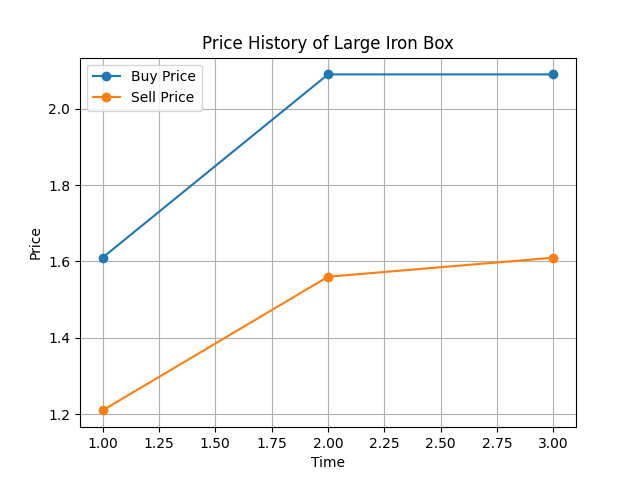 Price History of Large Iron Box
Buy Price
Sell Price
Price
2.0
1.8
1.6
1.4
1.2
1.00 1.25 1.50 1.75 2.00 2.25 2.50 2.75 3.00
Time